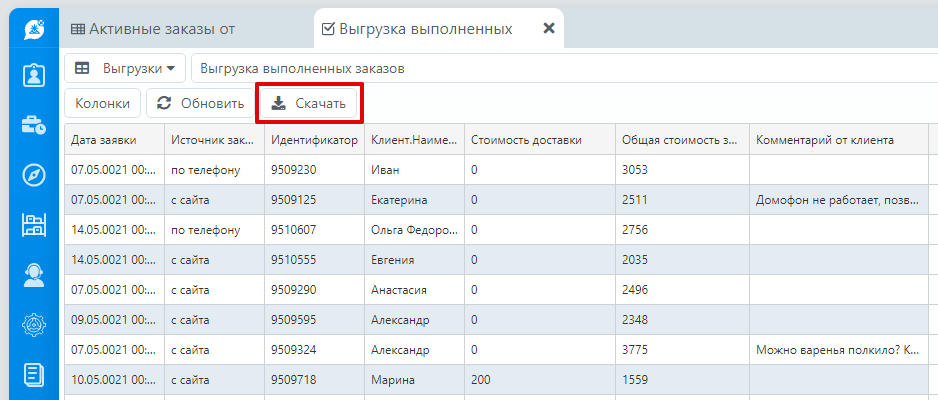 Активные заказы от
Выгрузка выполненных
Выгрузки
Выгрузка выполненных заказов
Колонки Обновить Скачать
Дата заявки Источник зак... Идентификатор Клиент.Наиме... Стоимость доставки Общая стоимость з... Комментарий от клиента
07.05.0021 00:... по телефону 9509230 Иван 0 3053
07.05.0021 00:... с сайта 9509125 Екатерина 0 2511 Домофон не работает, позв...
14.05.0021 00:... по телефону 9510607 Ольга Федоро... 0 2756
14.05.0021 00:... с сайта 9510555 Евгения 0 2035
07.05.0021 00:... с сайта 9509290 Анастасия 0 2496
09.05.0021 00:... с сайта 9509595 Александр 0 2348
07.05.0021 00:... с сайта 9509324 Александр 0 3775 Можно варенья полкило? К...
10.05.0021 00:... с сайта 9509718 Марина 200 1559